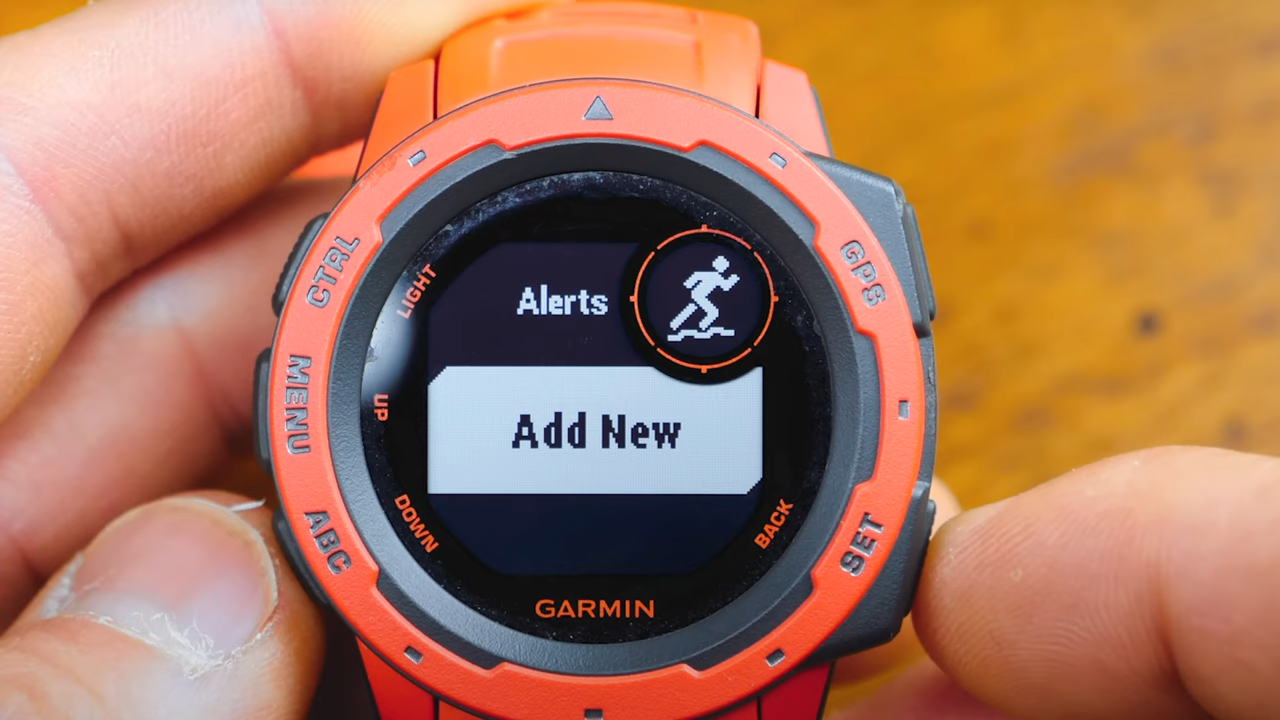 CTRL
GPS
LIGHT
Alerts
MENU
UP
Add New
DOWN
BACK
ABC
SET
GARMIN